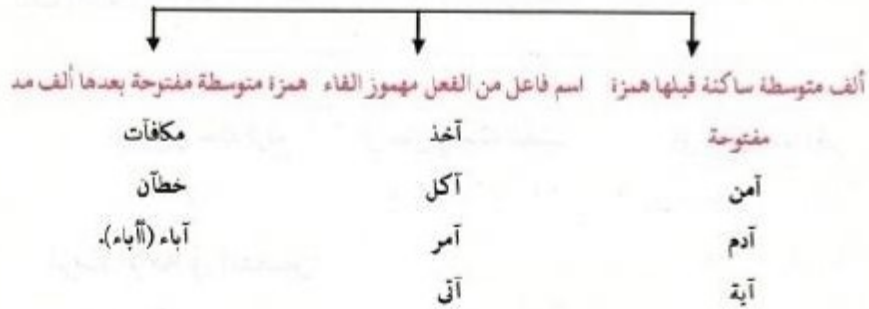 ألف متوسطة ساكنة قبلها همزة اسم فاعل من الفعل مهموز الفاء همزة متوسطة مفتوحة بعدها ألف مد
مفتوحة آخذ مكافآت
آمن آكل خطآن
آدم آمر آباء (أأباء).
آية آتى